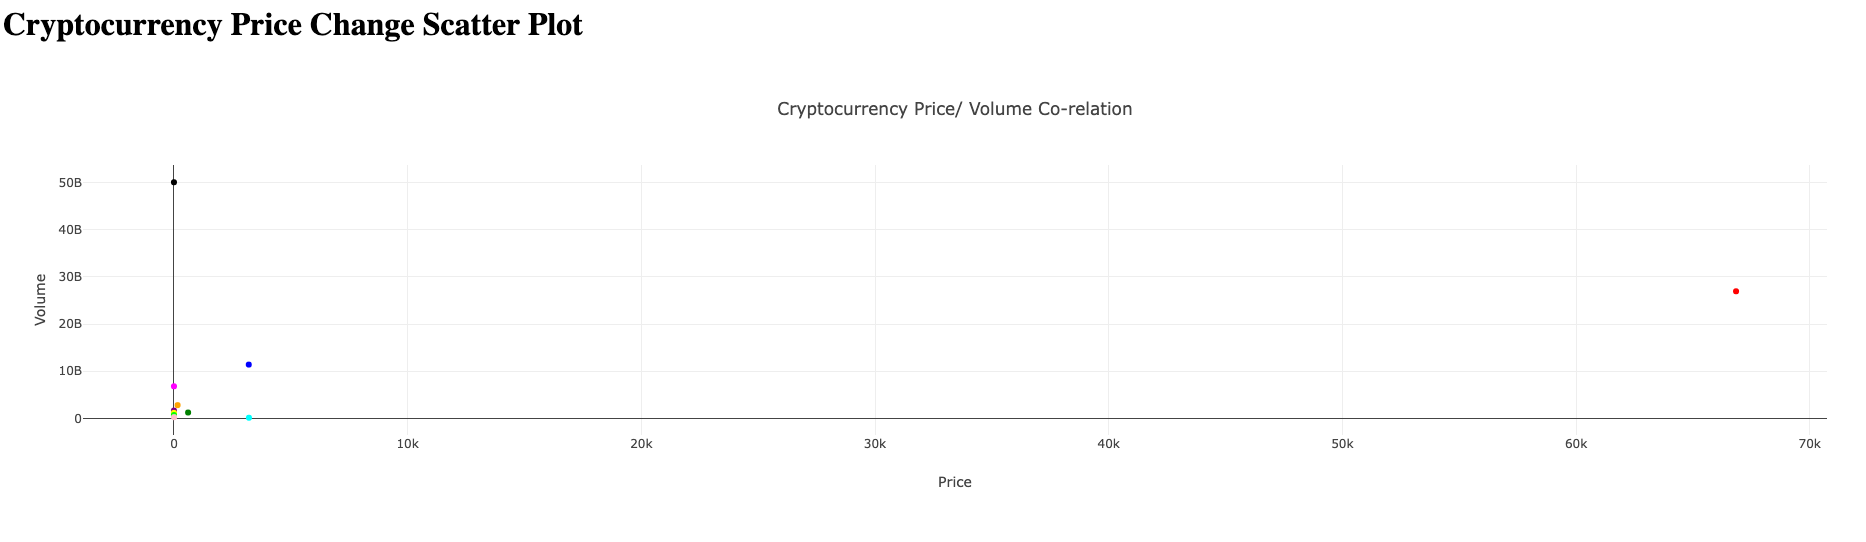 Cryptocurrency Price Change Scatter Plot
Cryptocurrency Price/ Volume Co-relation
50B
40B
30B
20B
10B
0
Volume
0 10k 20k 30k 40k 50k 60k 70k
Price